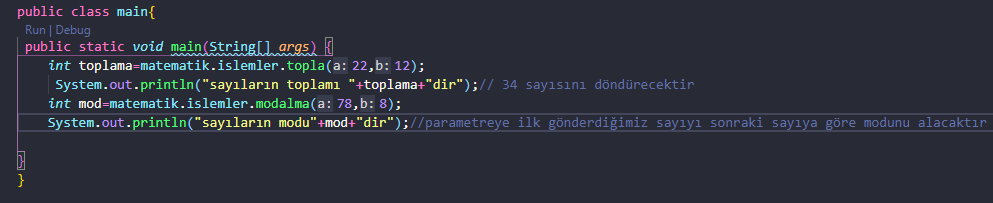 public class main{
Run | Debug
public static void main(String[] args) {
int toplama=matematik.islemler.topla(a:22,b:12);
System.out.println("sayıların toplamı "+toplama+"dir");// 34 sayısını döndürecektir
int mod=matematik.islemler.modalma(a:78,b:8);
System.out.println("sayıların modu"+mod+"dir");//parametreye ilk gönderdiğimiz sayıyı sonraki sayıya göre modunu alacaktır
}
}